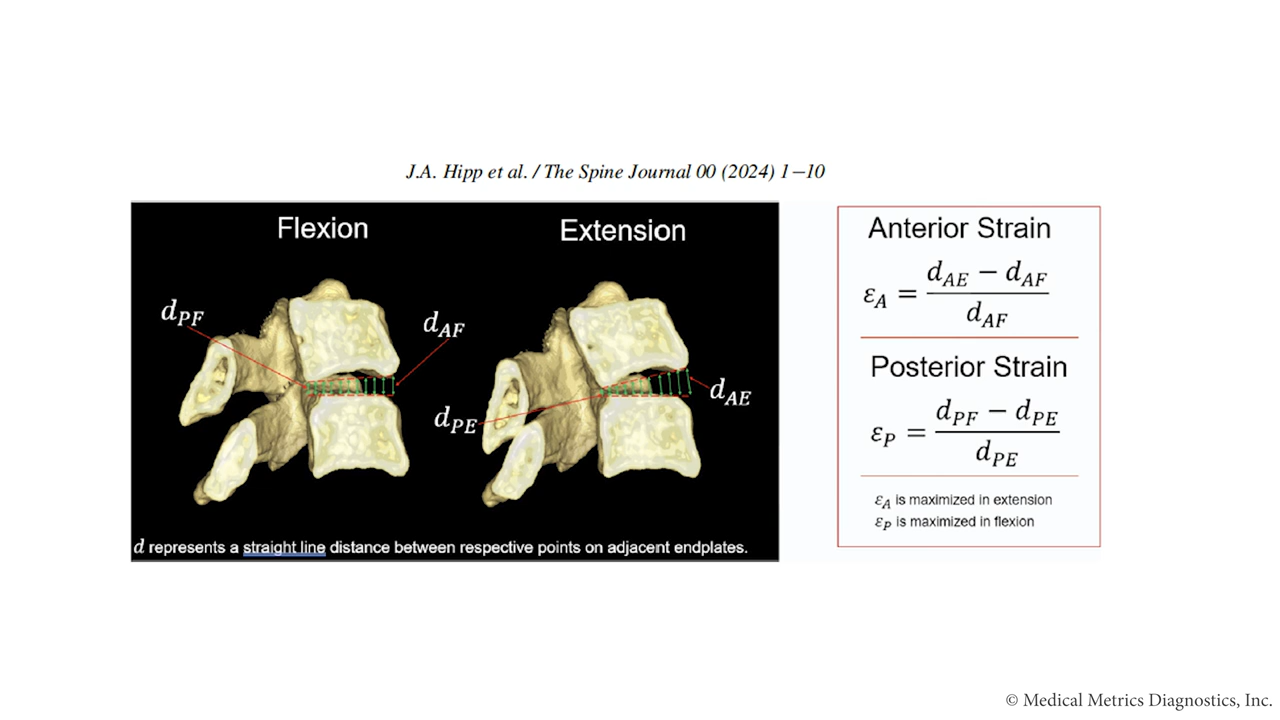 J.A. Hipp et al. / The Spine Journal 00 (2024) 1−10
Flexion
Extension
d_PF
d_AF
d_PE
d_AE
d represents a straight line distance between respective points on adjacent endplates.
Anterior Strain
ε_A = (d_AE − d_AF) / d_AF
Posterior Strain
ε_P = (d_PF − d_PE) / d_PE
ε_A is maximized in extension
ε_P is maximized in flexion
© Medical Metrics Diagnostics, Inc.